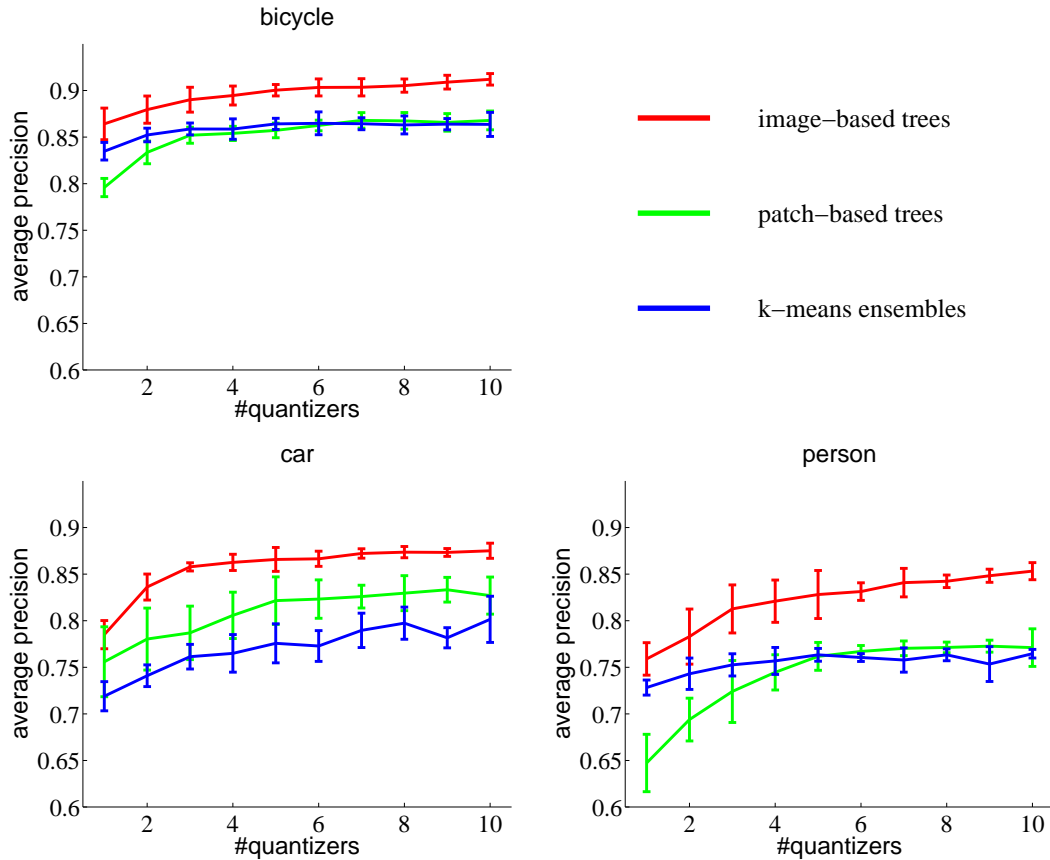 bicycle
0.9
0.85
0.8
0.75
0.7
0.65
0.6
average precision
2 4 6 8 10
#quantizers
image−based trees
patch−based trees
k−means ensembles
car
0.9
0.85
0.8
0.75
0.7
0.65
0.6
average precision
2 4 6 8 10
#quantizers
person
0.9
0.85
0.8
0.75
0.7
0.65
0.6
average precision
2 4 6 8 10
#quantizers